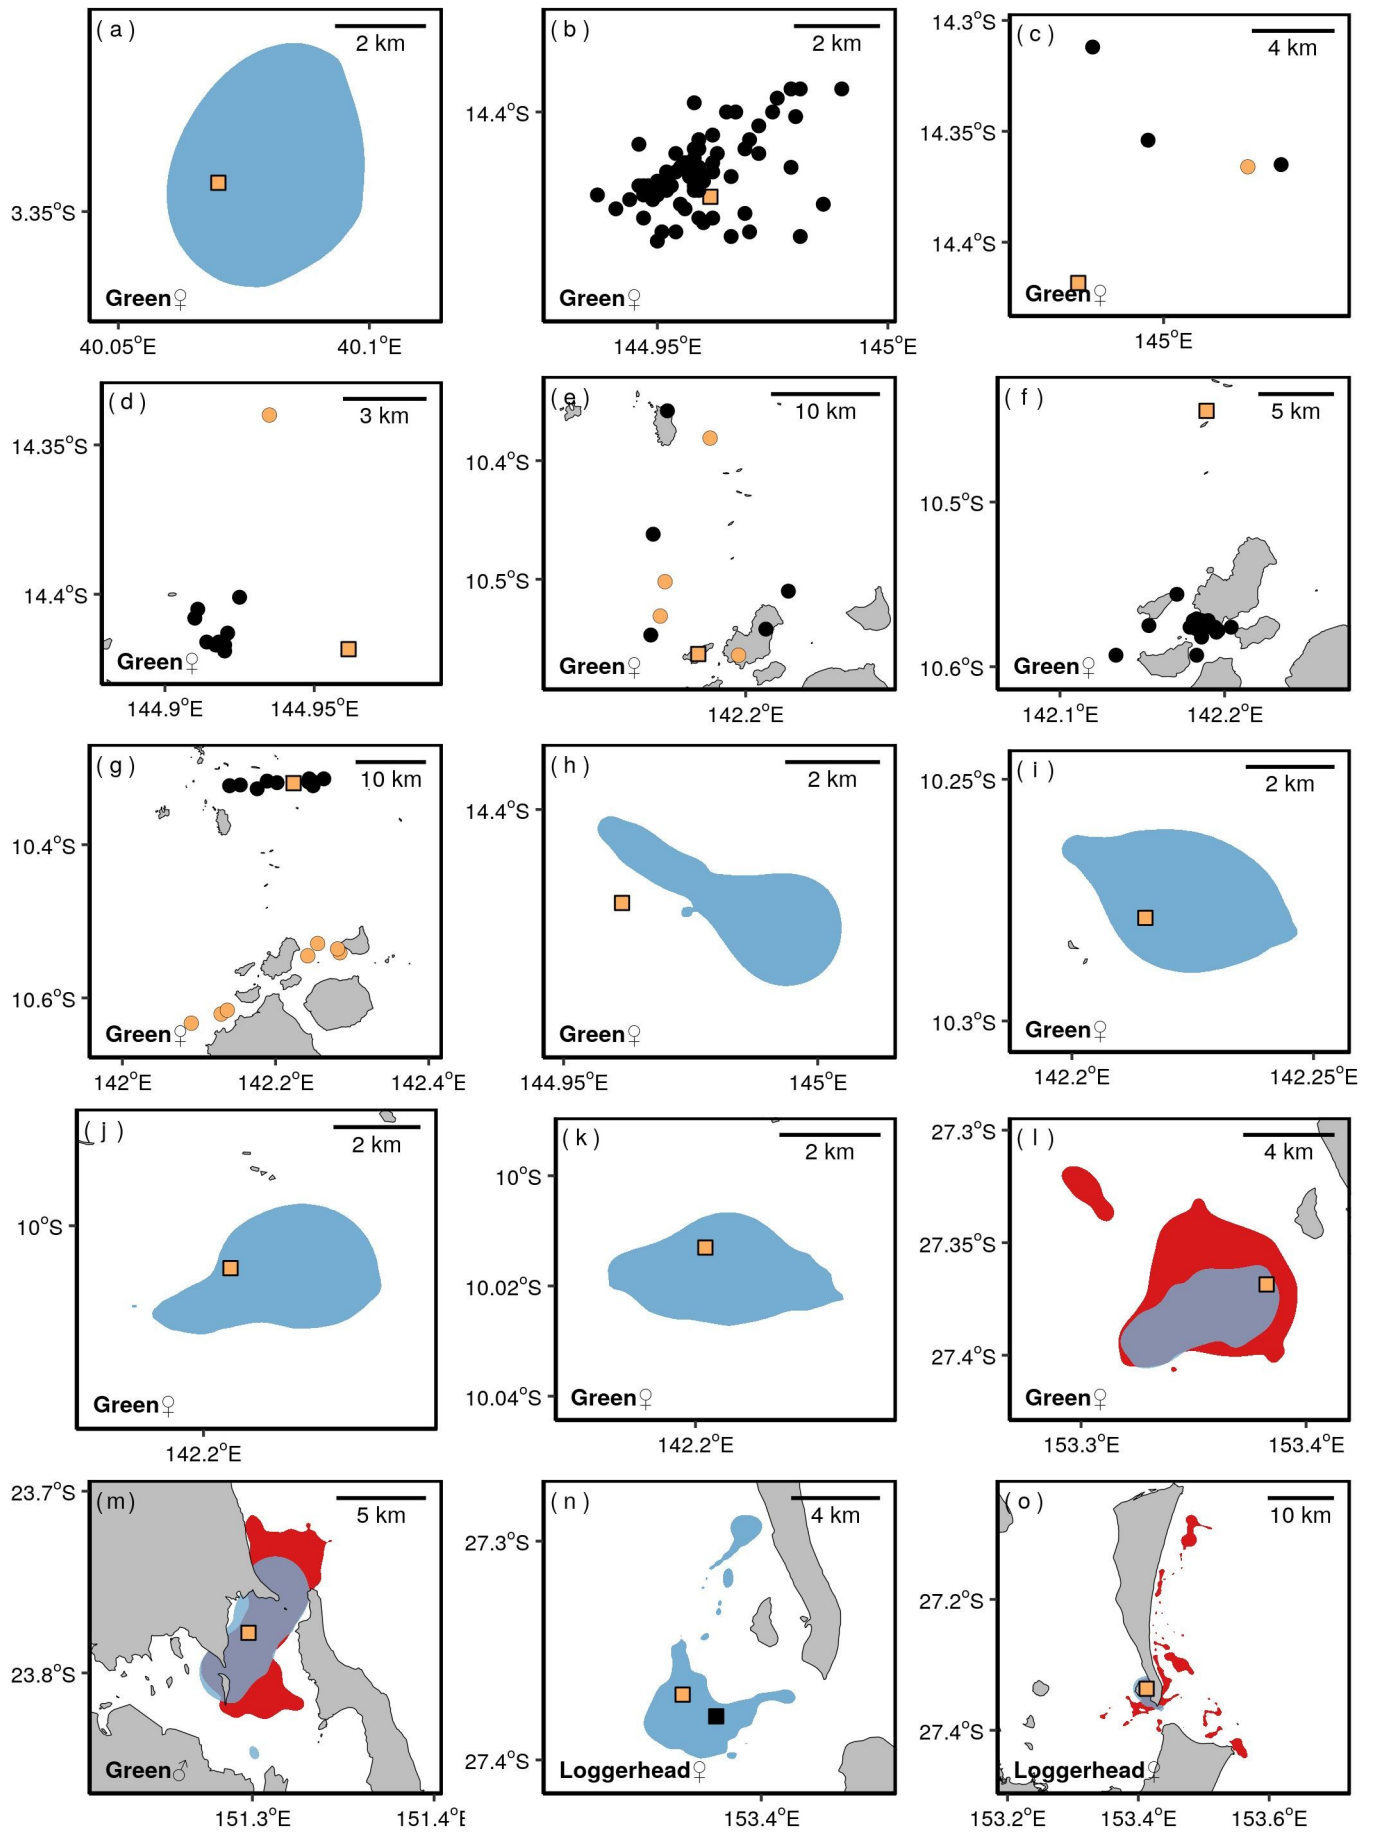 ( a )
2 km
3.35°S
Green♀
40.05°E
40.1°E
( b )
2 km
14.4°S
Green♀
144.95°E
145°E
( c )
4 km
14.3°S
14.35°S
14.4°S
Green♀
145°E
( d )
3 km
14.35°S
14.4°S
Green♀
144.9°E
144.95°E
( e )
10 km
10.4°S
10.5°S
Green♀
142.2°E
( f )
5 km
10.5°S
10.6°S
Green♀
142.1°E
142.2°E
( g )
10 km
10.4°S
10.6°S
Green♀
142°E
142.2°E
142.4°E
( h )
2 km
14.4°S
Green♀
144.95°E
145°E
( i )
2 km
10.25°S
10.3°S
Green♀
142.2°E
142.25°E
( j )
2 km
10°S
Green♀
142.2°E
( k )
2 km
10°S
10.02°S
10.04°S
Green♀
142.2°E
( l )
4 km
27.3°S
27.35°S
27.4°S
Green♀
153.3°E
153.4°E
( m )
5 km
23.7°S
23.8°S
Green♂
151.3°E
151.4°E
( n )
4 km
27.3°S
27.4°S
Loggerhead♀
153.4°E
( o )
10 km
27.2°S
27.4°S
Loggerhead♀
153.2°E
153.4°E
153.6°E